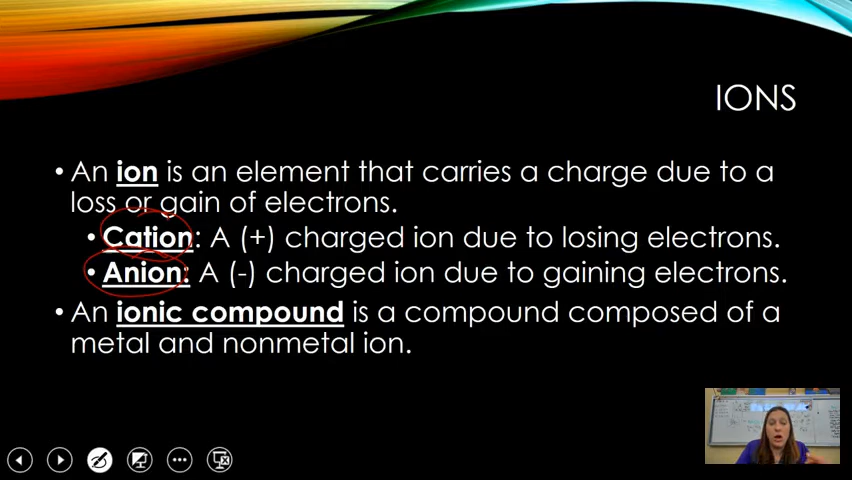 IONS
• An ion is an element that carries a charge due to a
loss or gain of electrons.
• Cation: A (+) charged ion due to losing electrons.
• Anion: A (-) charged ion due to gaining electrons.
• An ionic compound is a compound composed of a
metal and nonmetal ion.